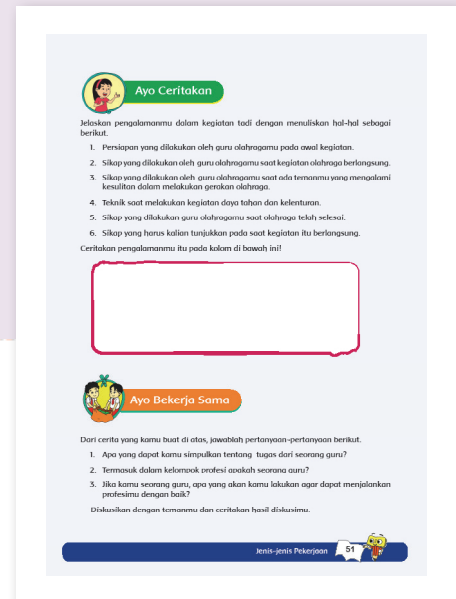 Ayo Ceritakan
Jelaskan pengalamanmu dalam kegiatan tadi dengan menuliskan hal-hal sebagai
berikut.
1. Persiapan yang dilakukan oleh guru olahragamu pada awal kegiatan.
2. Sikap yang dilakukan oleh guru olahragamu saat kegiatan olahraga berlangsung.
3. Sikap yang dilakukan oleh guru olahragamu saat ada temanmu yang mengalami
kesulitan dalam melakukan gerakan olahraga.
4. Teknik saat melakukan kegiatan daya tahan dan kelenturan.
5. Sikap yang dilakukan guru olahragamu saat olahraga telah selesai.
6. Sikap yang harus kalian tunjukkan pada saat kegiatan itu berlangsung.
Ceritakan pengalamanmu itu pada kolom di bawah ini!
Ayo Bekerja Sama
Dari cerita yang kamu buat di atas, jawablah pertanyaan-pertanyaan berikut.
1. Apa yang dapat kamu simpulkan tentang tugas dari seorang guru?
2. Termasuk dalam kelompok profesi apakah seorang guru?
3. Jika kamu seorang guru, apa yang akan kamu lakukan agar dapat menjalankan
profesimu dengan baik?
Diskusikan dengan temanmu dan ceritakan hasil diskusimu.
Jenis-jenis Pekerjaan 51